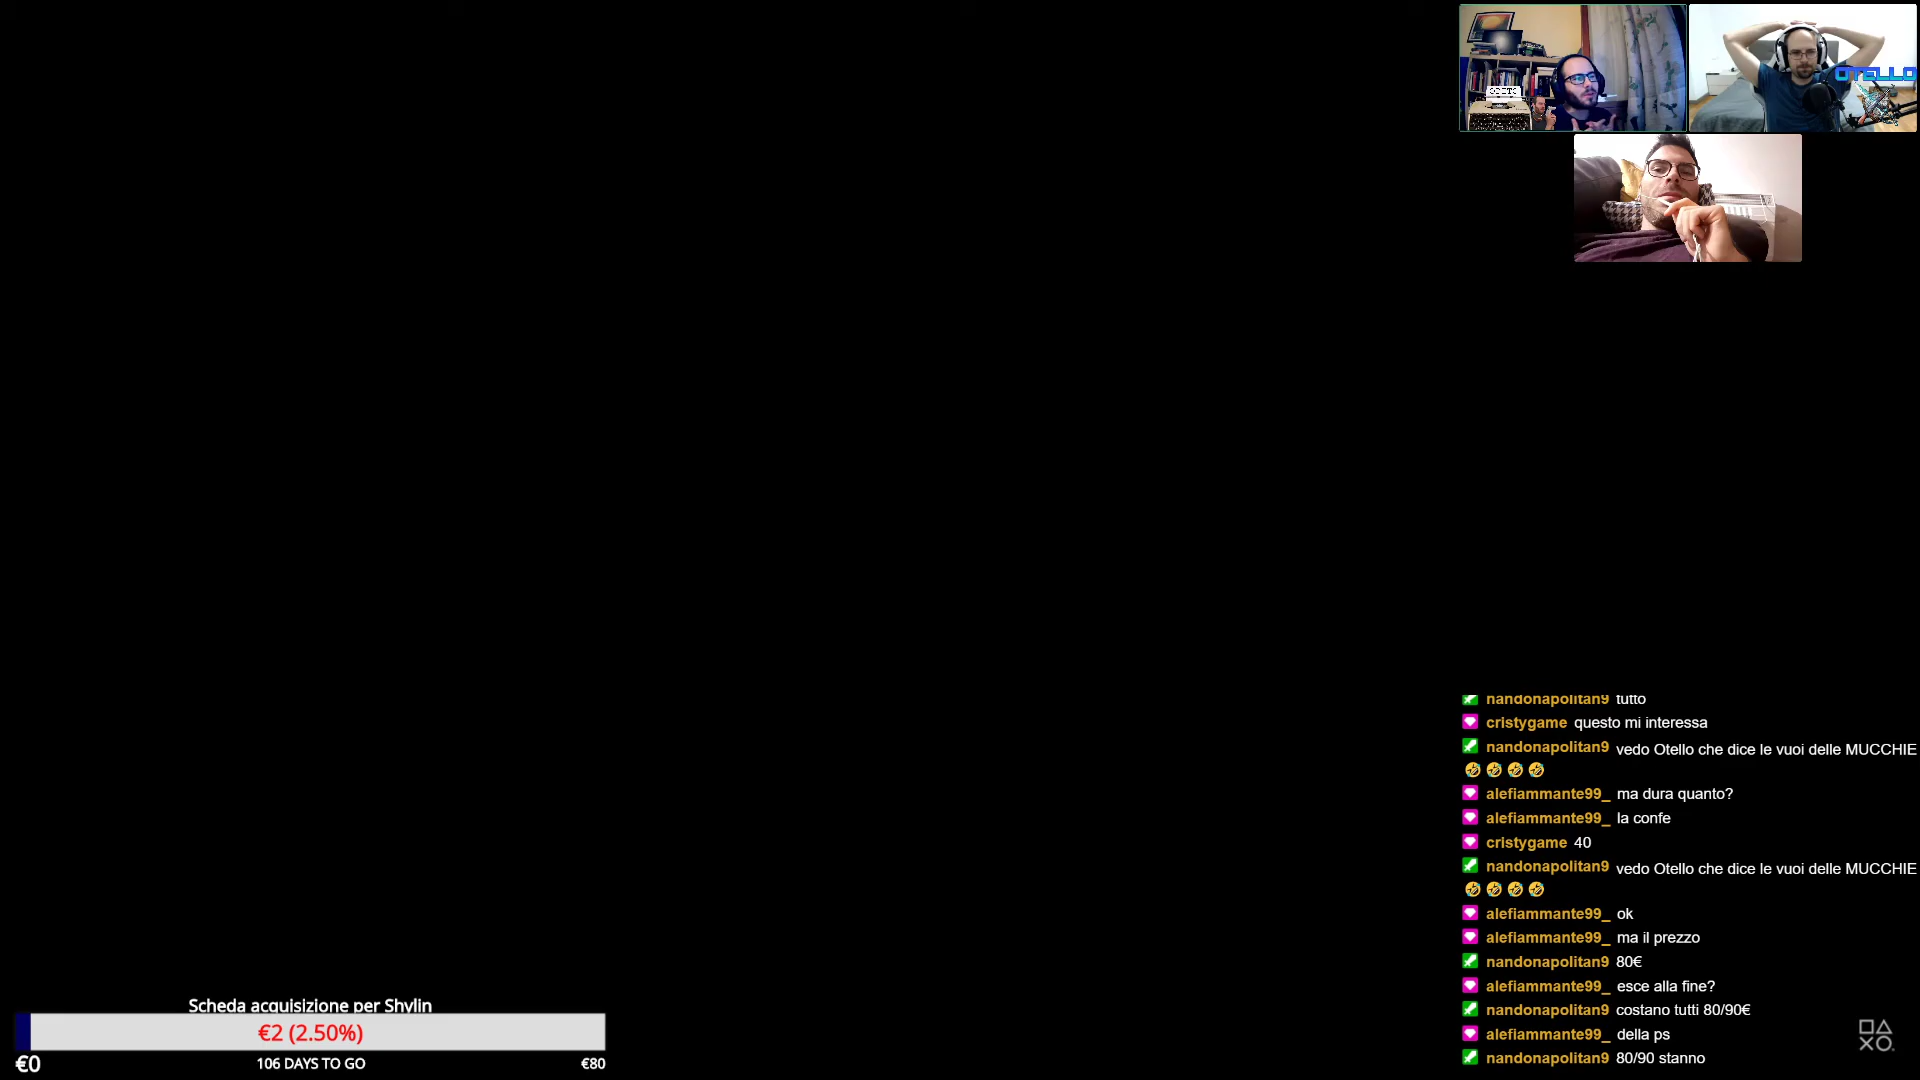 OTELLO
nandonapolitan9 tutto
cristygame questo mi interessa
nandonapolitan9 vedo Otello che dice le vuoi delle MUCCHIE
🤣 🤣 🤣 🤣
alefiammante99_ ma dura quanto?
alefiammante99_ la confe
cristygame 40
nandonapolitan9 vedo Otello che dice le vuoi delle MUCCHIE
🤣 🤣 🤣 🤣
alefiammante99_ ok
alefiammante99_ ma il prezzo
nandonapolitan9 80€
alefiammante99_ esce alla fine?
nandonapolitan9 costano tutti 80/90€
alefiammante99_ della ps
nandonapolitan9 80/90 stanno
Scheda acquisizione per Shylin
€2 (2.50%)
€0 106 DAYS TO GO €80